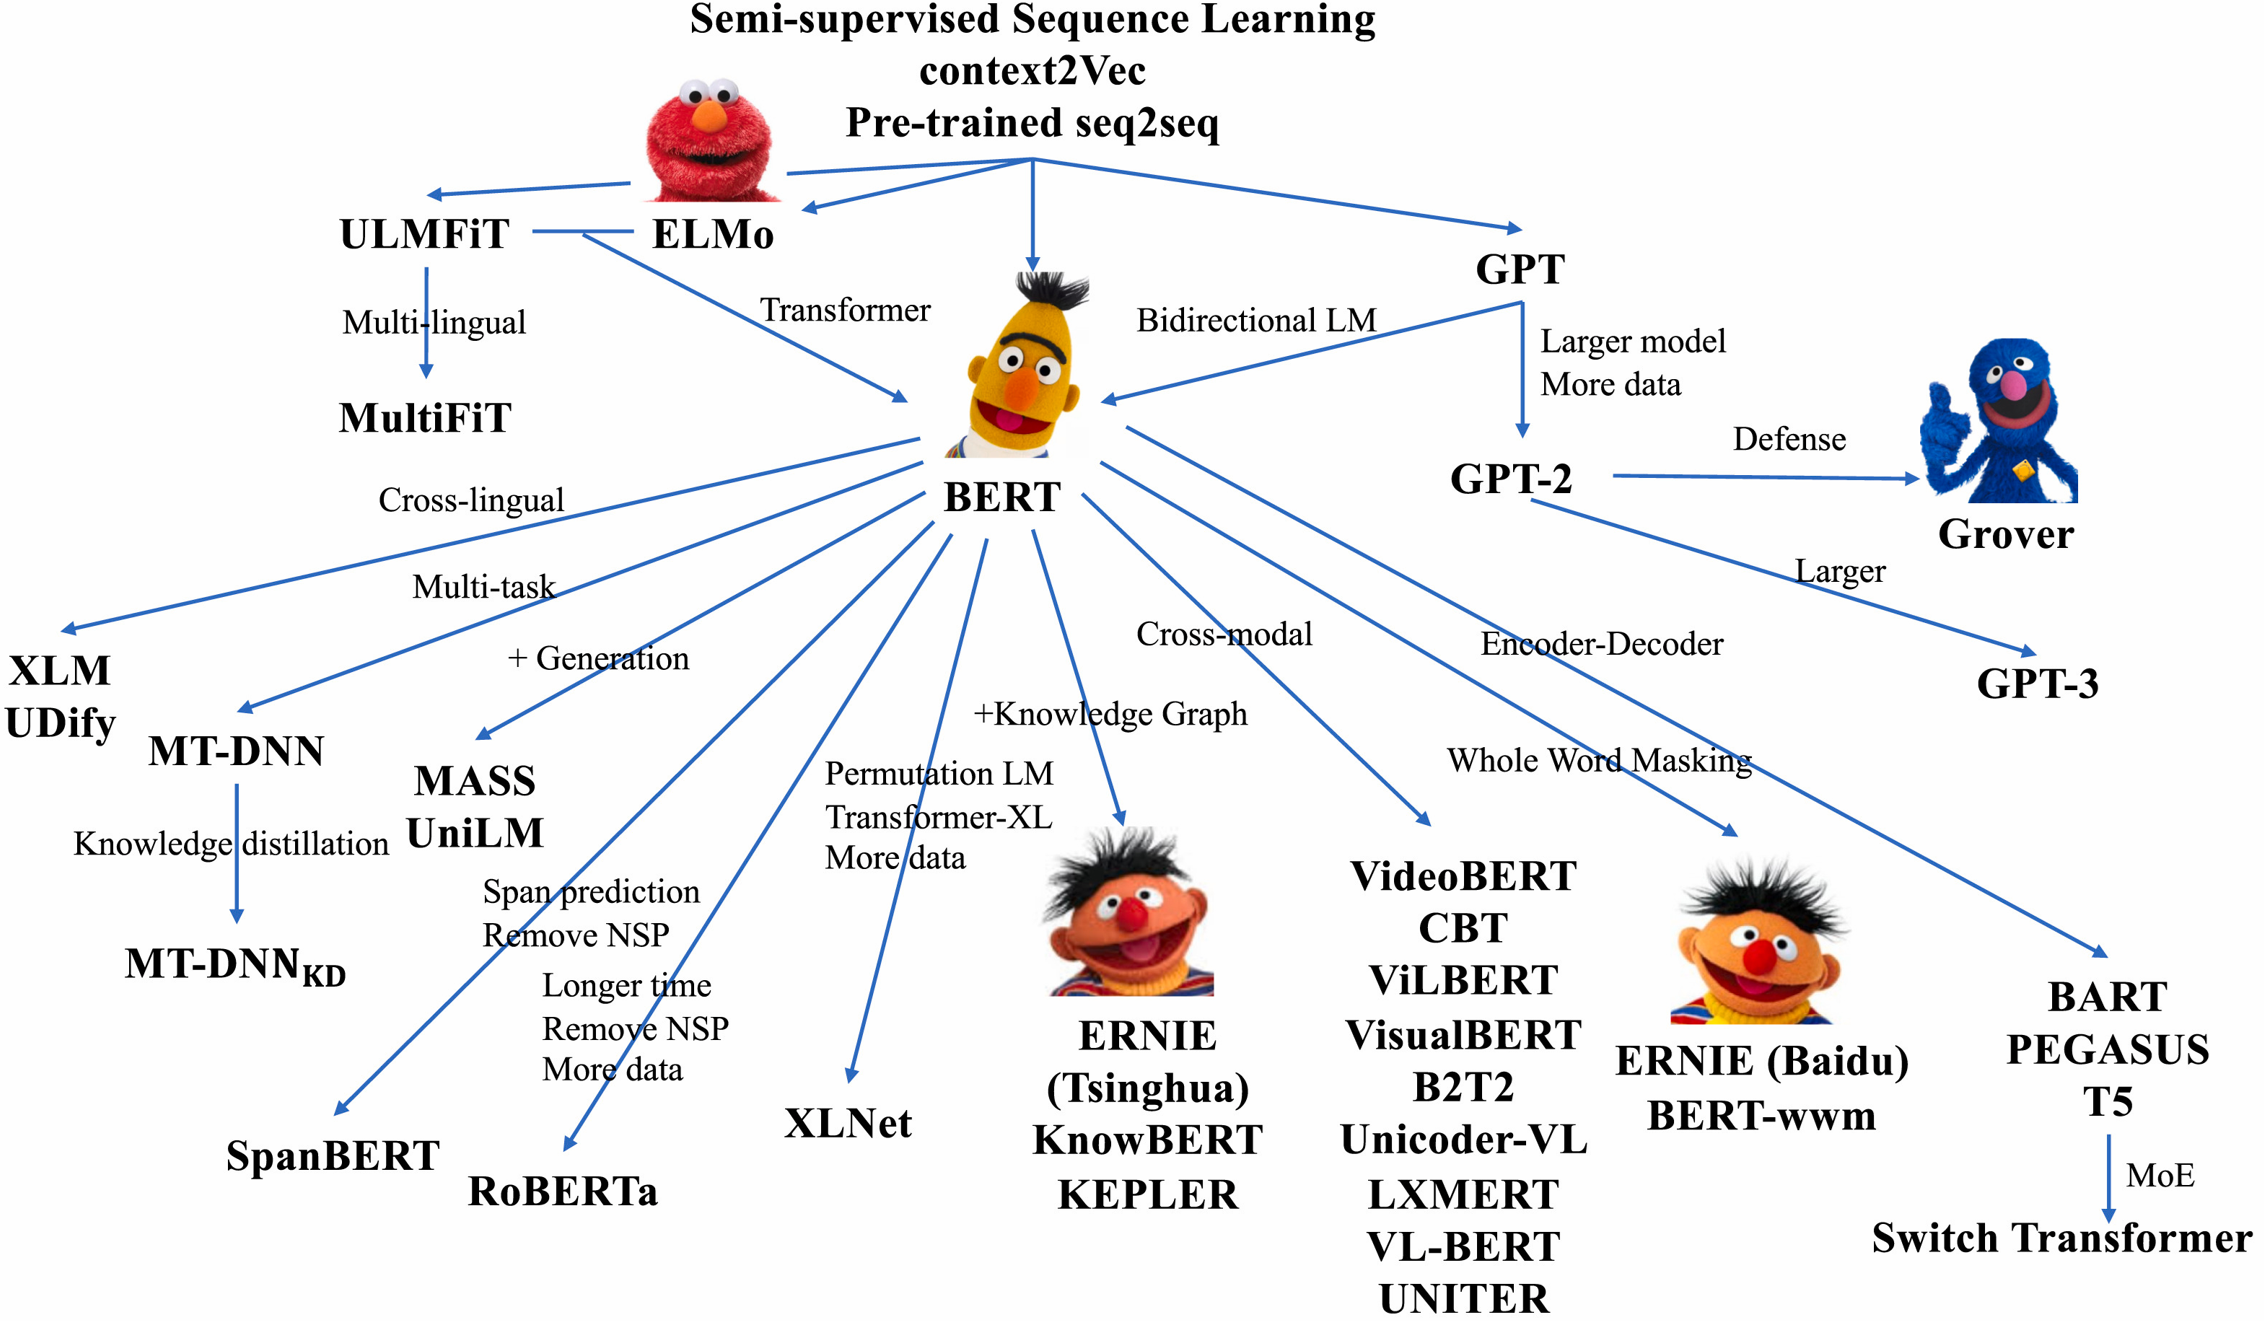 Semi-supervised Sequence Learning
context2Vec
Pre-trained seq2seq
ULMFiT
ELMo
GPT
Multi-lingual
Transformer
Bidirectional LM
Larger model
More data
MultiFiT
Defense
GPT-2
BERT
Grover
Cross-lingual
Larger
Multi-task
Cross-modal
Encoder-Decoder
+ Generation
XLM
UDify
GPT-3
+Knowledge Graph
MT-DNN
Whole Word Masking
MASS
UniLM
Permutation LM
Transformer-XL
More data
Knowledge distillation
Span prediction
Remove NSP
MT-DNN_KD
Longer time
Remove NSP
More data
SpanBERT
RoBERTa
XLNet
ERNIE
(Tsinghua)
KnowBERT
KEPLER
VideoBERT
CBT
ViLBERT
VisualBERT
B2T2
Unicoder-VL
LXMERT
VL-BERT
UNITER
ERNIE (Baidu)
BERT-wwm
BART
PEGASUS
T5
MoE
Switch Transformer